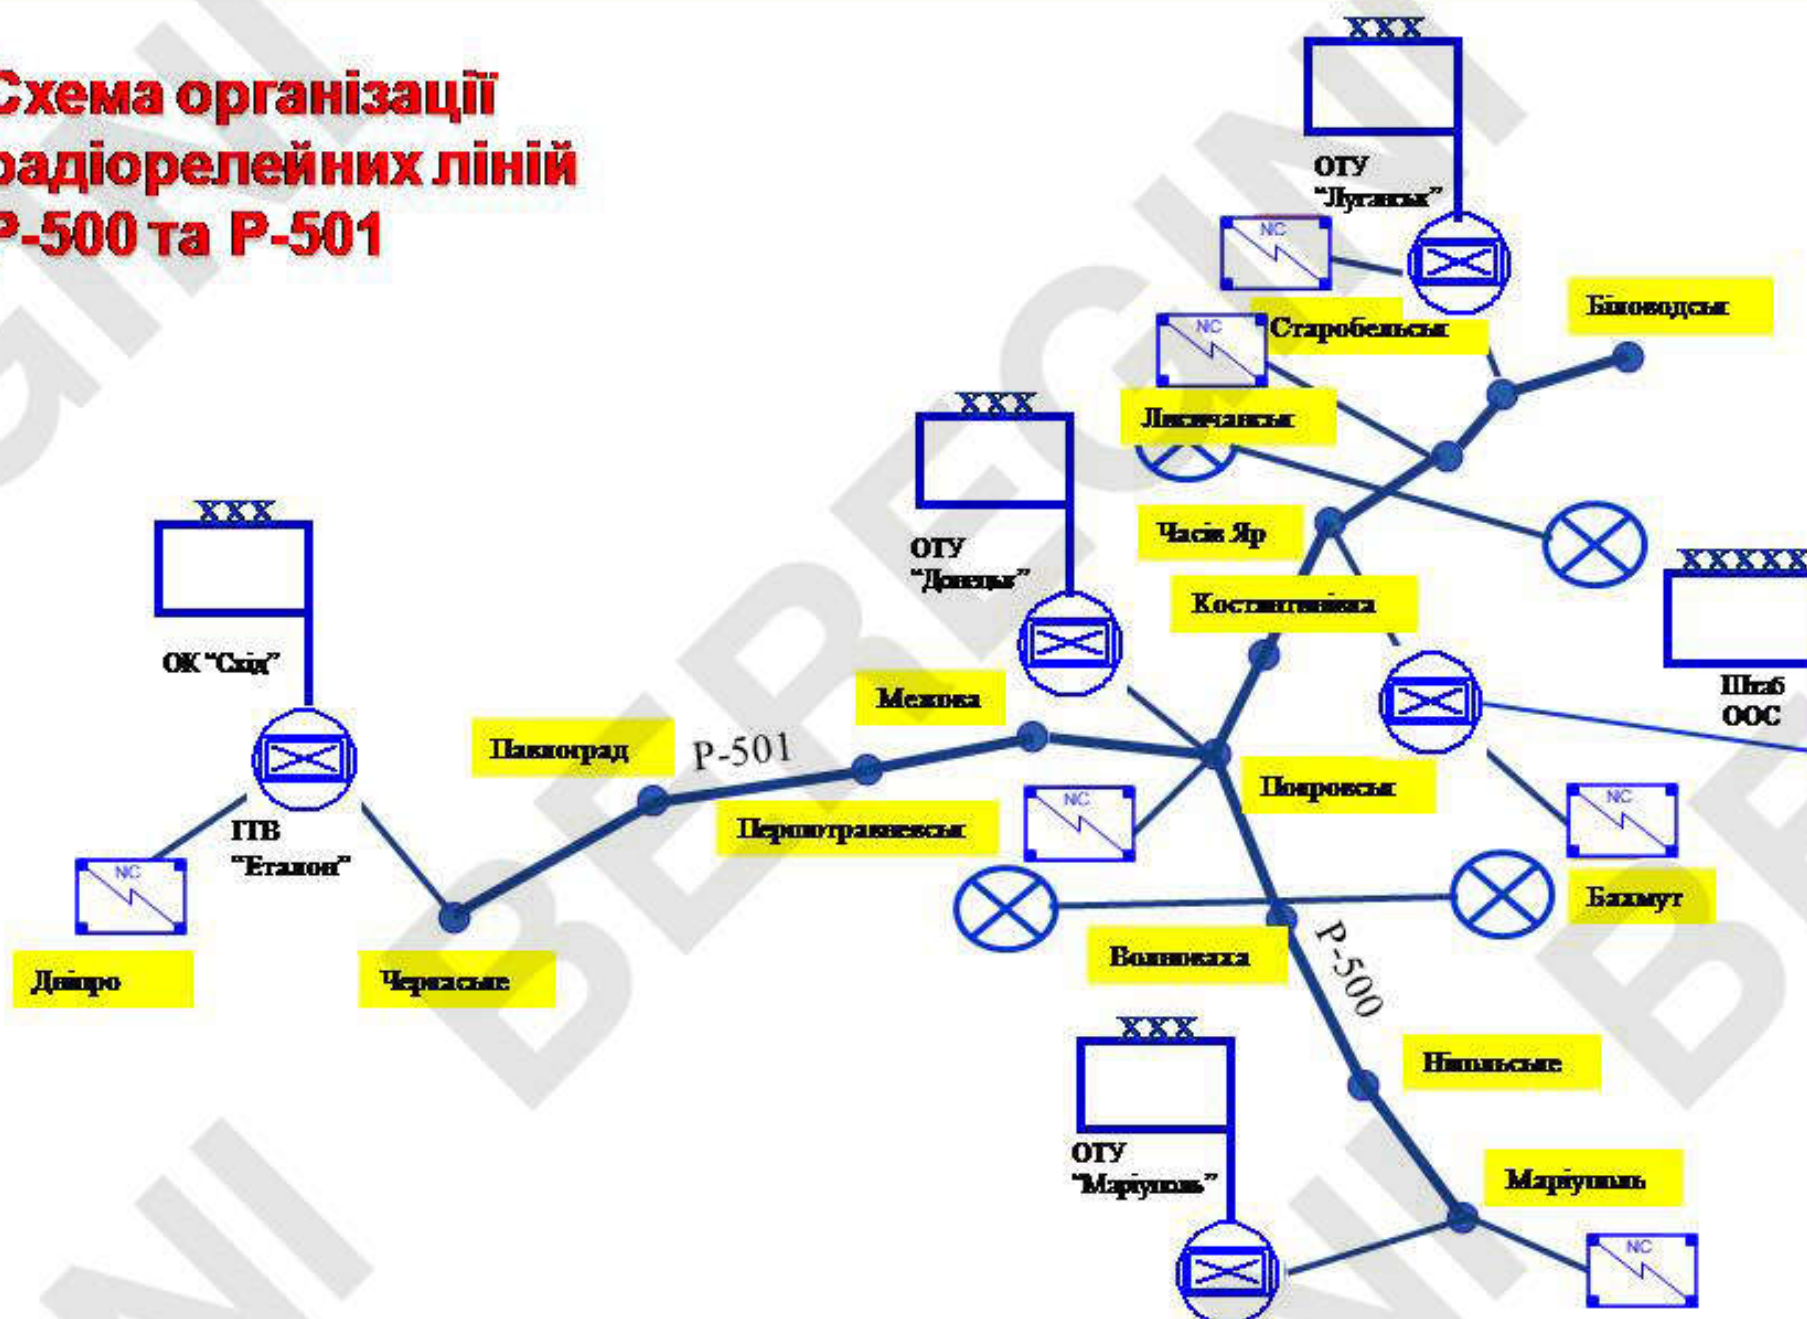 Схема організації
радіорелейних ліній
Р-500 та Р-501
XXX
ОТУ
"Луганськ"
NC
Біловодськ
NC
Старобельськ
XXX
Лисичанськ
XXX
Часів Яр
ОТУ
"Донецьк"
XXXXX
Костянтинівка
ОК "Схід"
Межова
Штаб
ООС
Павлоград
Р-501
Покровськ
NC
NC
Першотравневськ
ПТВ
"Еталон"
NC
Бахмут
Волноваха
Р-500
Дніпро
Черкаське
XXX
Нікольське
ОТУ
"Маріуполь"
Маріуполь
NC
BEREGINI